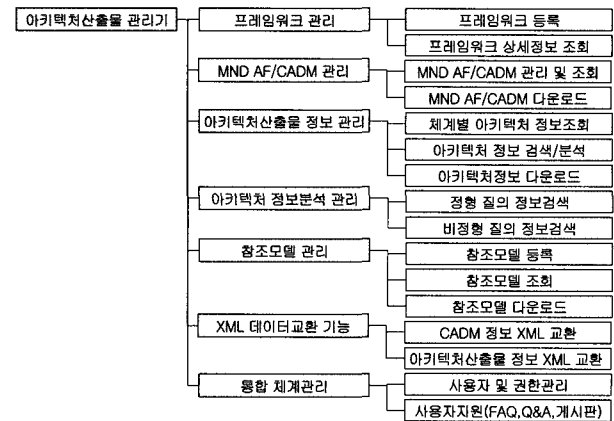 아키텍처산출물 관리기
프레임워크 관리
프레임워크 등록
프레임워크 상세정보 조회
MND AF/CADM 관리
MND AF/CADM 관리 및 조회
MND AF/CADM 다운로드
아키텍처산출물 정보 관리
체계별 아키텍처 정보조회
아키텍처 정보 검색/분석
아키텍처정보 다운로드
아키텍처 정보분석 관리
정형 질의 정보검색
비정형 질의 정보검색
참조모델 관리
참조모델 등록
참조모델 조회
참조모델 다운로드
XML 데이터교환 기능
CADM 정보 XML 교환
아키텍처산출물 정보 XML 교환
통합 체계관리
사용자 및 권한관리
사용자지원(FAQ,Q&A,게시판)